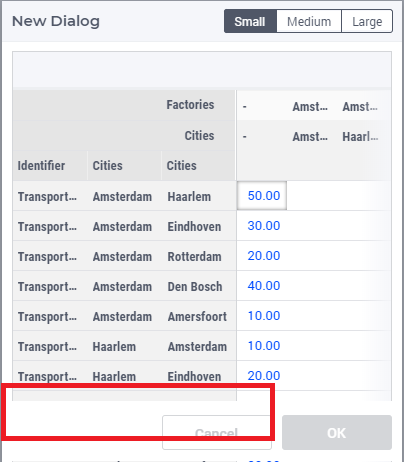 New Dialog Small Medium Large
Factories - Amst... Amst...
Cities - Amst... Haarl...
Identifier Cities Cities
Transport... Amsterdam Haarlem 50.00
Transport... Amsterdam Eindhoven 30.00
Transport... Amsterdam Rotterdam 20.00
Transport... Amsterdam Den Bosch 40.00
Transport... Amsterdam Amersfoort 10.00
Transport... Haarlem Amsterdam 10.00
Transport... Haarlem Eindhoven 20.00
Cancel OK